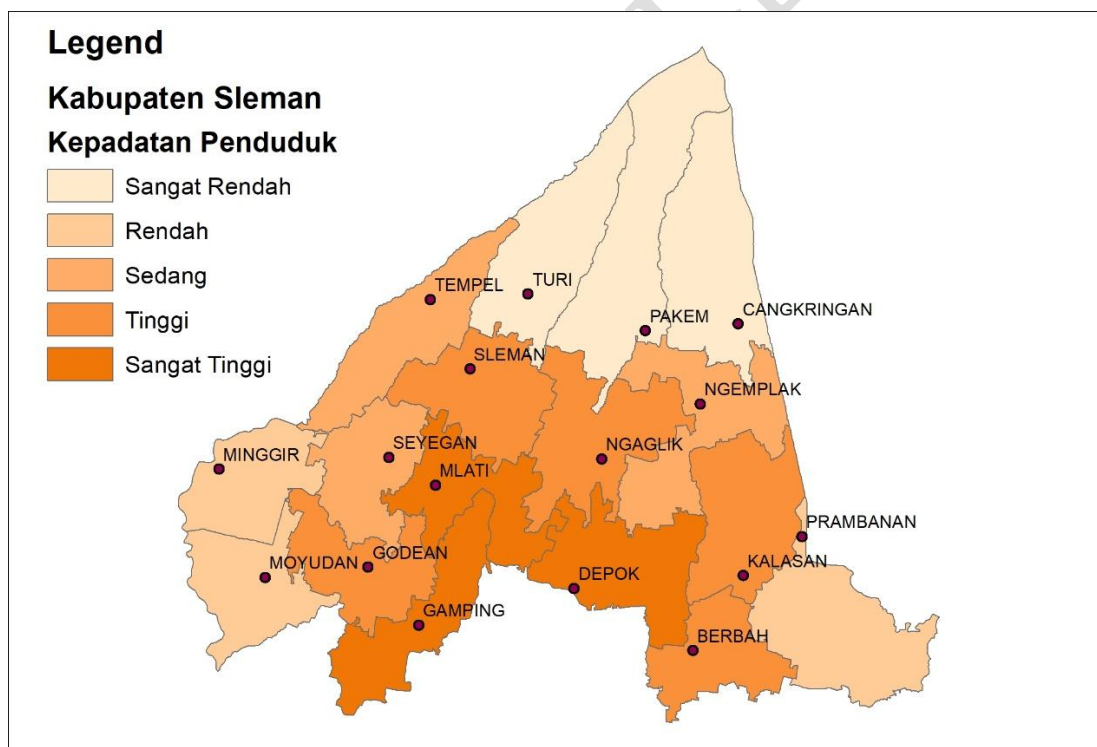 Legend
Kabupaten Sleman
Kepadatan Penduduk
Sangat Rendah
Rendah
Sedang
Tinggi
Sangat Tinggi
TEMPEL
TURI
PAKEM
CANGKRINGAN
SLEMAN
NGEMPLAK
MINGGIR
SEYEGAN
MLATI
NGAGLIK
PRAMBANAN
MOYUDAN
GODEAN
DEPOK
KALASAN
GAMPING
BERBAH